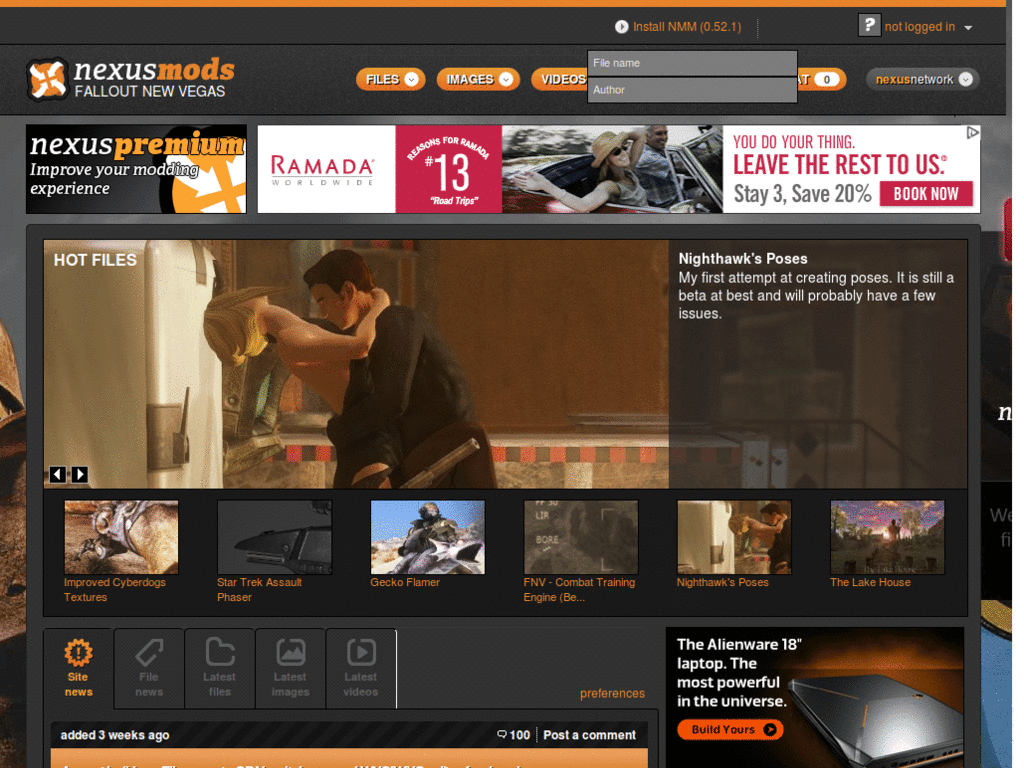 Install NMM (0.52.1)
? not logged in
nexusmods
FALLOUT NEW VEGAS
FILES
IMAGES
VIDEOS
File name
Author
AT 0
nexusnetwork
nexuspremium
Improve your modding
experience
RAMADA
WORLDWIDE
REASONS FOR RAMADA
#13
"Road Trips"
YOU DO YOUR THING.
LEAVE THE REST TO US.®
Stay 3, Save 20% BOOK NOW
HOT FILES
Nighthawk's Poses
My first attempt at creating poses. It is still a
beta at best and will probably have a few
issues.
n
We
fi
LIR
BORE
Improved Cyberdogs
Textures
Star Trek Assault
Phaser
Gecko Flamer
FNV - Combat Training
Engine (Be...
Nighthawk's Poses
The Lake House
Site
news
File
news
Latest
files
Latest
images
Latest
videos
preferences
The Alienware 18"
laptop. The
most powerful
in the universe.
Build Yours
added 3 weeks ago
100 Post a comment